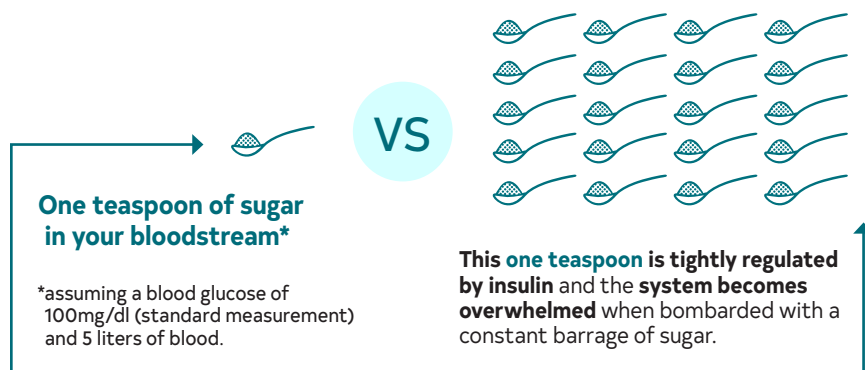 VS
One teaspoon of sugar
in your bloodstream*
*assuming a blood glucose of
100mg/dl (standard measurement)
and 5 liters of blood.
This one teaspoon is tightly regulated
by insulin and the system becomes
overwhelmed when bombarded with a
constant barrage of sugar.